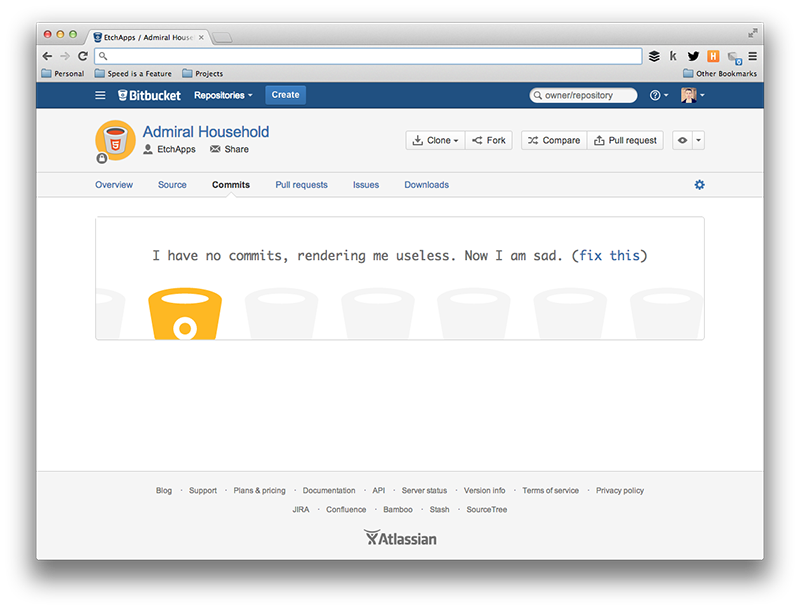 EtchApps / Admiral House
Personal Speed is a Feature Projects Other Bookmarks
Bitbucket Repositories Create owner/repository
Admiral Household
EtchApps Share
Clone Fork Compare Pull request
Overview Source Commits Pull requests Issues Downloads
I have no commits, rendering me useless. Now I am sad. (fix this)
Blog · Support · Plans & pricing · Documentation · API · Server status · Version info · Terms of service · Privacy policy
JIRA · Confluence · Bamboo · Stash · SourceTree
Atlassian